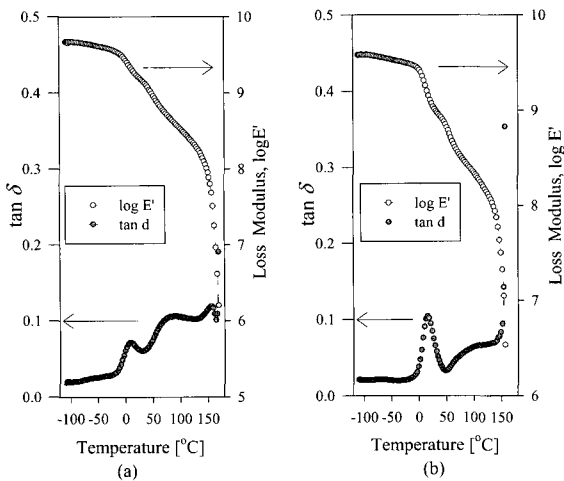 0.5
0.4
0.3
0.2
0.1
0.0
tan δ
(a)
10
9
8
7
6
5
Loss Modulus, logE'
log E'
tan d
-100 -50 0 50 100 150
Temperature [°C]
(a)
0.5
0.4
0.3
0.2
0.1
0.0
tan δ
(b)
10
9
8
7
6
Loss Modulus, logE'
log E'
tan d
-100 -50 0 50 100 150
Temperature [°C]
(b)